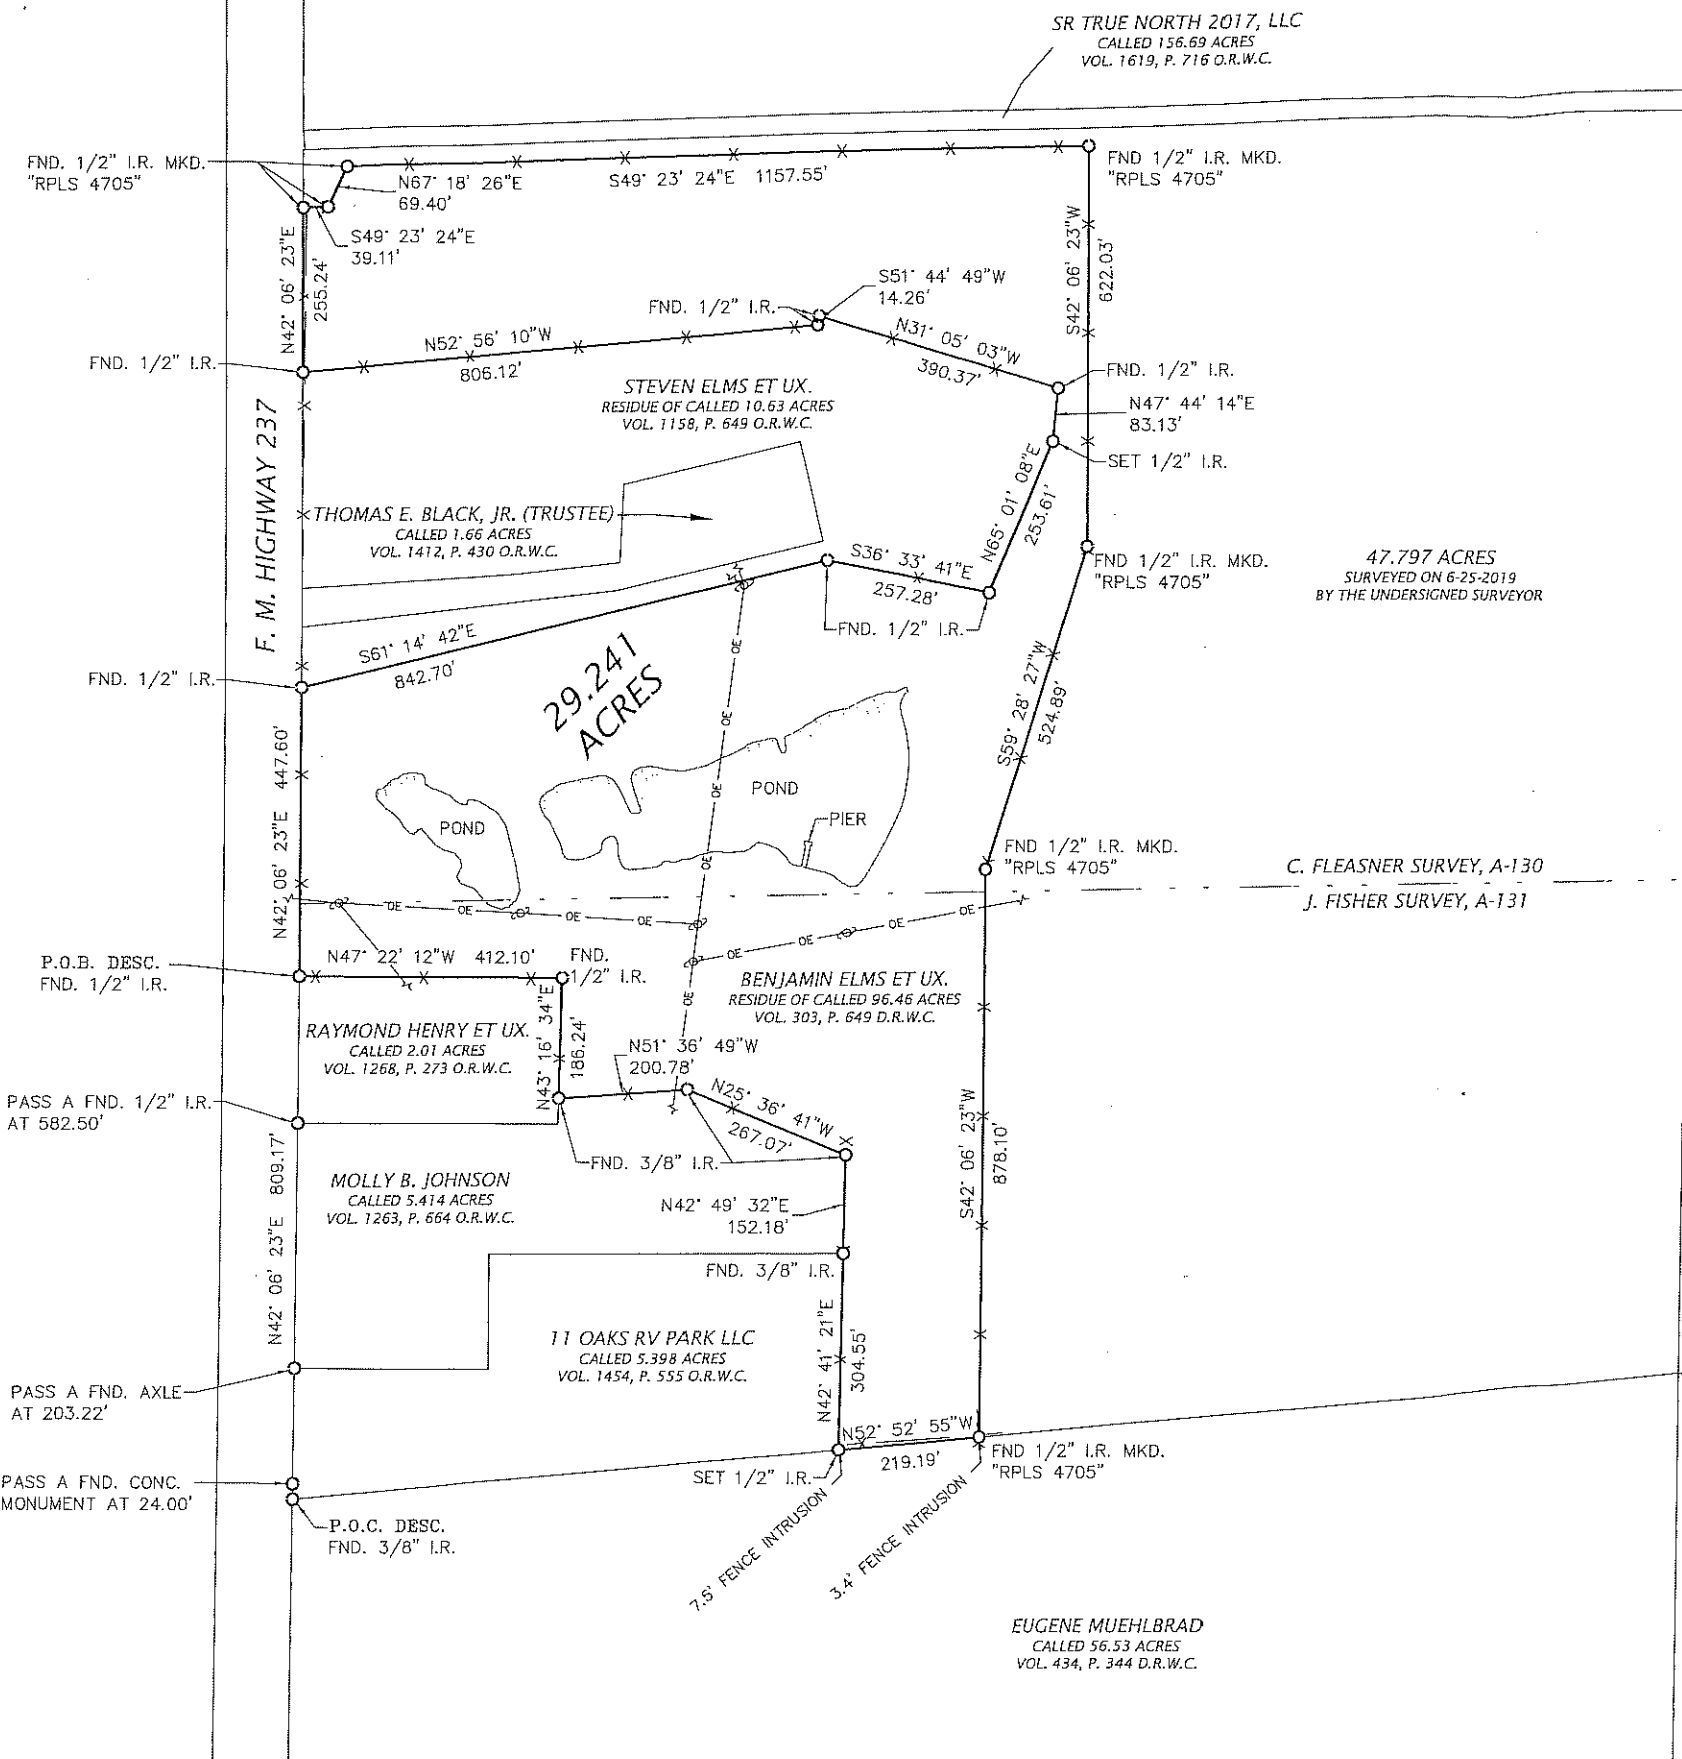 SR TRUE NORTH 2017, LLC
CALLED 156.69 ACRES
VOL. 1619, P. 716 O.R.W.C.
FND. 1/2" I.R. MKD.
"RPLS 4705"
N67° 18' 26"E
69.40'
S49° 23' 24"E 1157.55'
FND 1/2" I.R. MKD.
"RPLS 4705"
S49° 23' 24"E
39.11'
N42° 06' 23"E
255.24'
S42° 06' 23"W
622.03'
S51° 44' 49"W
14.26'
FND. 1/2" I.R.
N31° 05' 03"W
390.37'
N52° 56' 10"W
806.12'
FND. 1/2" I.R.
FND. 1/2" I.R.
STEVEN ELMS ET UX.
RESIDUE OF CALLED 10.63 ACRES
VOL. 1158, P. 649 O.R.W.C.
N47° 44' 14"E
83.13'
SET 1/2" I.R.
F. M. HIGHWAY 237
THOMAS E. BLACK, JR. (TRUSTEE)
CALLED 1.66 ACRES
VOL. 1412, P. 430 O.R.W.C.
N65° 01' 08"E
253.61'
S36° 33' 41"E
257.28'
FND 1/2" I.R. MKD.
"RPLS 4705"
47.797 ACRES
SURVEYED ON 6-25-2019
BY THE UNDERSIGNED SURVEYOR
FND. 1/2" I.R.
S61° 14' 42"E
842.70'
FND. 1/2" I.R.
29.241
ACRES
OE
OE
OE
OE
OE
S59° 28' 27"W
524.89'
N42° 06' 23"E 447.60'
POND
POND
PIER
FND 1/2" I.R. MKD.
"RPLS 4705"
C. FLEASNER SURVEY, A-130
J. FISHER SURVEY, A-131
OE
OE
OE
OE
OE
OE
OE
P.O.B. DESC.
FND. 1/2" I.R.
N47° 22' 12"W 412.10'
FND.
1/2" I.R.
BENJAMIN ELMS ET UX.
RESIDUE OF CALLED 96.46 ACRES
VOL. 303, P. 649 D.R.W.C.
OE
RAYMOND HENRY ET UX.
CALLED 2.01 ACRES
VOL. 1268, P. 273 O.R.W.C.
N43° 16' 34"E
186.24'
N51° 36' 49"W
200.78'
N25° 36' 41"W
267.07'
PASS A FND. 1/2" I.R.
AT 582.50'
FND. 3/8" I.R.
S42° 06' 23"W
878.10'
MOLLY B. JOHNSON
CALLED 5.414 ACRES
VOL. 1263, P. 664 O.R.W.C.
N42° 49' 32"E
152.18'
N42° 06' 23"E 809.17'
FND. 3/8" I.R.
11 OAKS RV PARK LLC
CALLED 5.398 ACRES
VOL. 1454, P. 555 O.R.W.C.
N42° 41' 21"E
304.55'
PASS A FND. AXLE
AT 203.22'
N52° 52' 55"W
219.19'
FND 1/2" I.R. MKD.
"RPLS 4705"
SET 1/2" I.R.
PASS A FND. CONC.
MONUMENT AT 24.00'
P.O.C. DESC.
FND. 3/8" I.R.
7.6' FENCE INTRUSION
3.4' FENCE INTRUSION
EUGENE MUEHLBRAD
CALLED 56.53 ACRES
VOL. 434, P. 344 D.R.W.C.